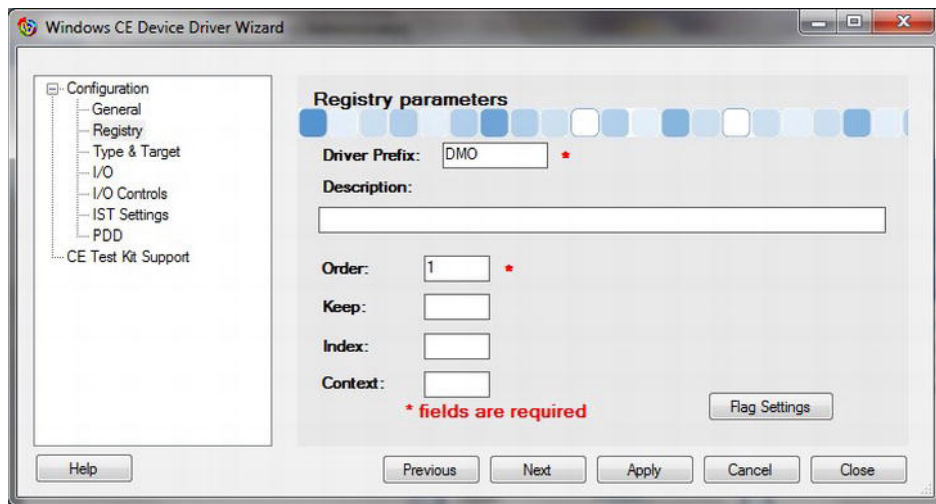 Windows CE Device Driver Wizard
Configuration
General
Registry
Type & Target
I/O
I/O Controls
IST Settings
PDD
CE Test Kit Support
Registry parameters
Driver Prefix: DMO *
Description:
Order: 1 *
Keep:
Index:
Context:
* fields are required
Flag Settings
Help Previous Next Apply Cancel Close